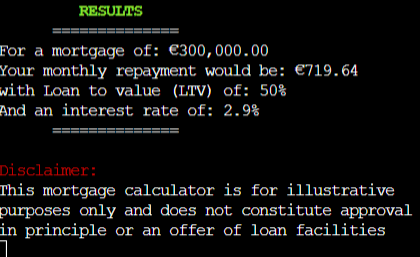 RESULTS
==============
For a mortgage of: €300,000.00
Your monthly repayment would be: €719.64
with Loan to value (LTV) of: 50%
And an interest rate of: 2.9%
==============
Disclaimer:
This mortgage calculator is for illustrative
purposes only and does not constitute approval
in principle or an offer of loan facilities